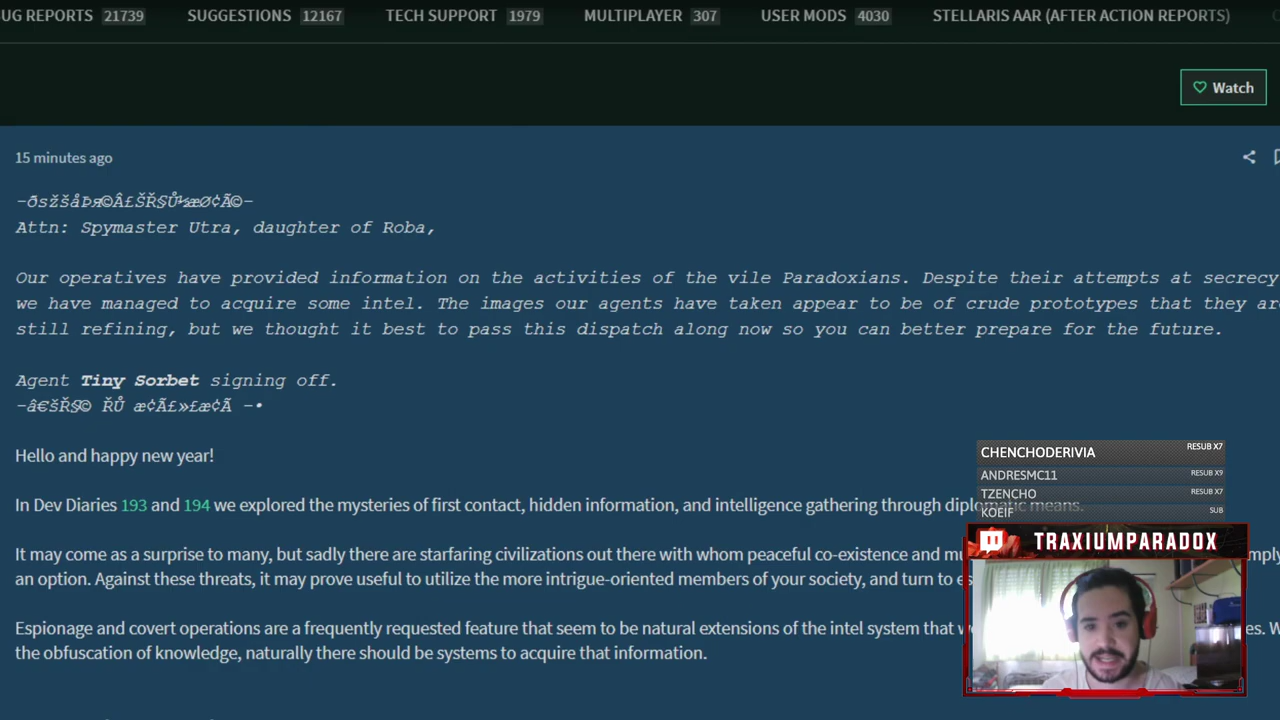 UG REPORTS 21739 SUGGESTIONS 12167 TECH SUPPORT 1979 MULTIPLAYER 307 USER MODS 4030 STELLARIS AAR (AFTER ACTION REPORTS)
Watch
15 minutes ago
Attn: Spymaster Utra, daughter of Roba,
Our operatives have provided information on the activities of the vile Paradoxians. Despite their attempts at secrecy
we have managed to acquire some intel. The images our agents have taken appear to be of crude prototypes that they ar
still refining, but we thought it best to pass this dispatch along now so you can better prepare for the future.
Agent Tiny Sorbet signing off.
-â€šŘ§© ŘŮ æ¢Ã£»£æ¢Ã -•
Hello and happy new year!
In Dev Diaries 193 and 194 we explored the mysteries of first contact, hidden information, and intelligence gathering through diplomatic means.
It may come as a surprise to many, but sadly there are starfaring civilizations out there with whom peaceful co-existence and mu
mply
an option. Against these threats, it may prove useful to utilize the more intrigue-oriented members of your society, and turn to es
Espionage and covert operations are a frequently requested feature that seem to be natural extensions of the intel system that w
es. W
the obfuscation of knowledge, naturally there should be systems to acquire that information.
CHENCHODERIVIA RESUB X7
ANDRESMC11 RESUB X9
TZENCHO RESUB X7
KOEIF SUB
TRAXIUMPARADOX